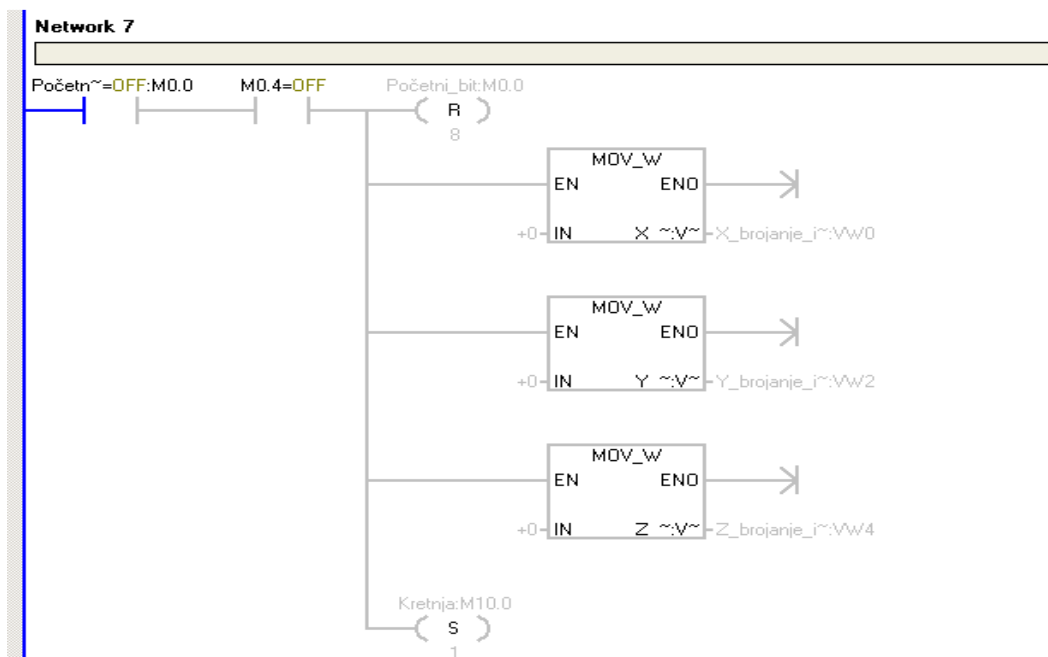 Network 7
Početn~=OFF:M0.0 M0.4=OFF Početni_bit:M0.0
R
8
MOV_W
EN ENO
+0 IN X ~:V~ X_brojanje_i~:VW0
MOV_W
EN ENO
+0 IN Y ~:V~ Y_brojanje_i~:VW2
MOV_W
EN ENO
+0 IN Z ~:V~ Z_brojanje_i~:VW4
Kretnja:M10.0
S
1